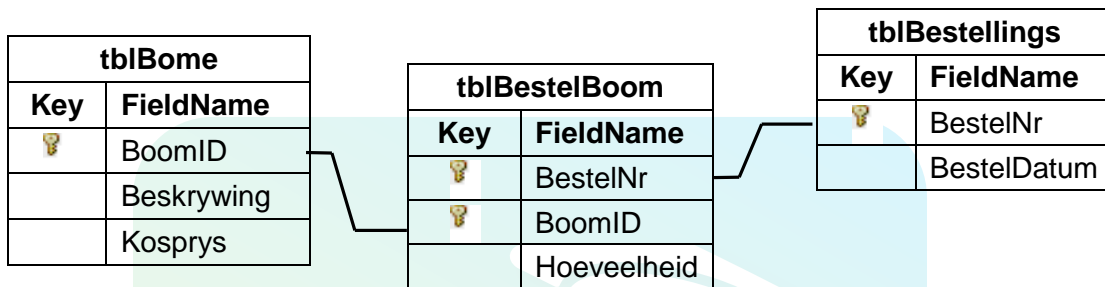 tblBome
Key FieldName
BoomID
Beskrywing
Kosprys
tblBestelBoom
Key FieldName
BestelNr
BoomID
Hoeveelheid
tblBestellings
Key FieldName
BestelNr
BestelDatum